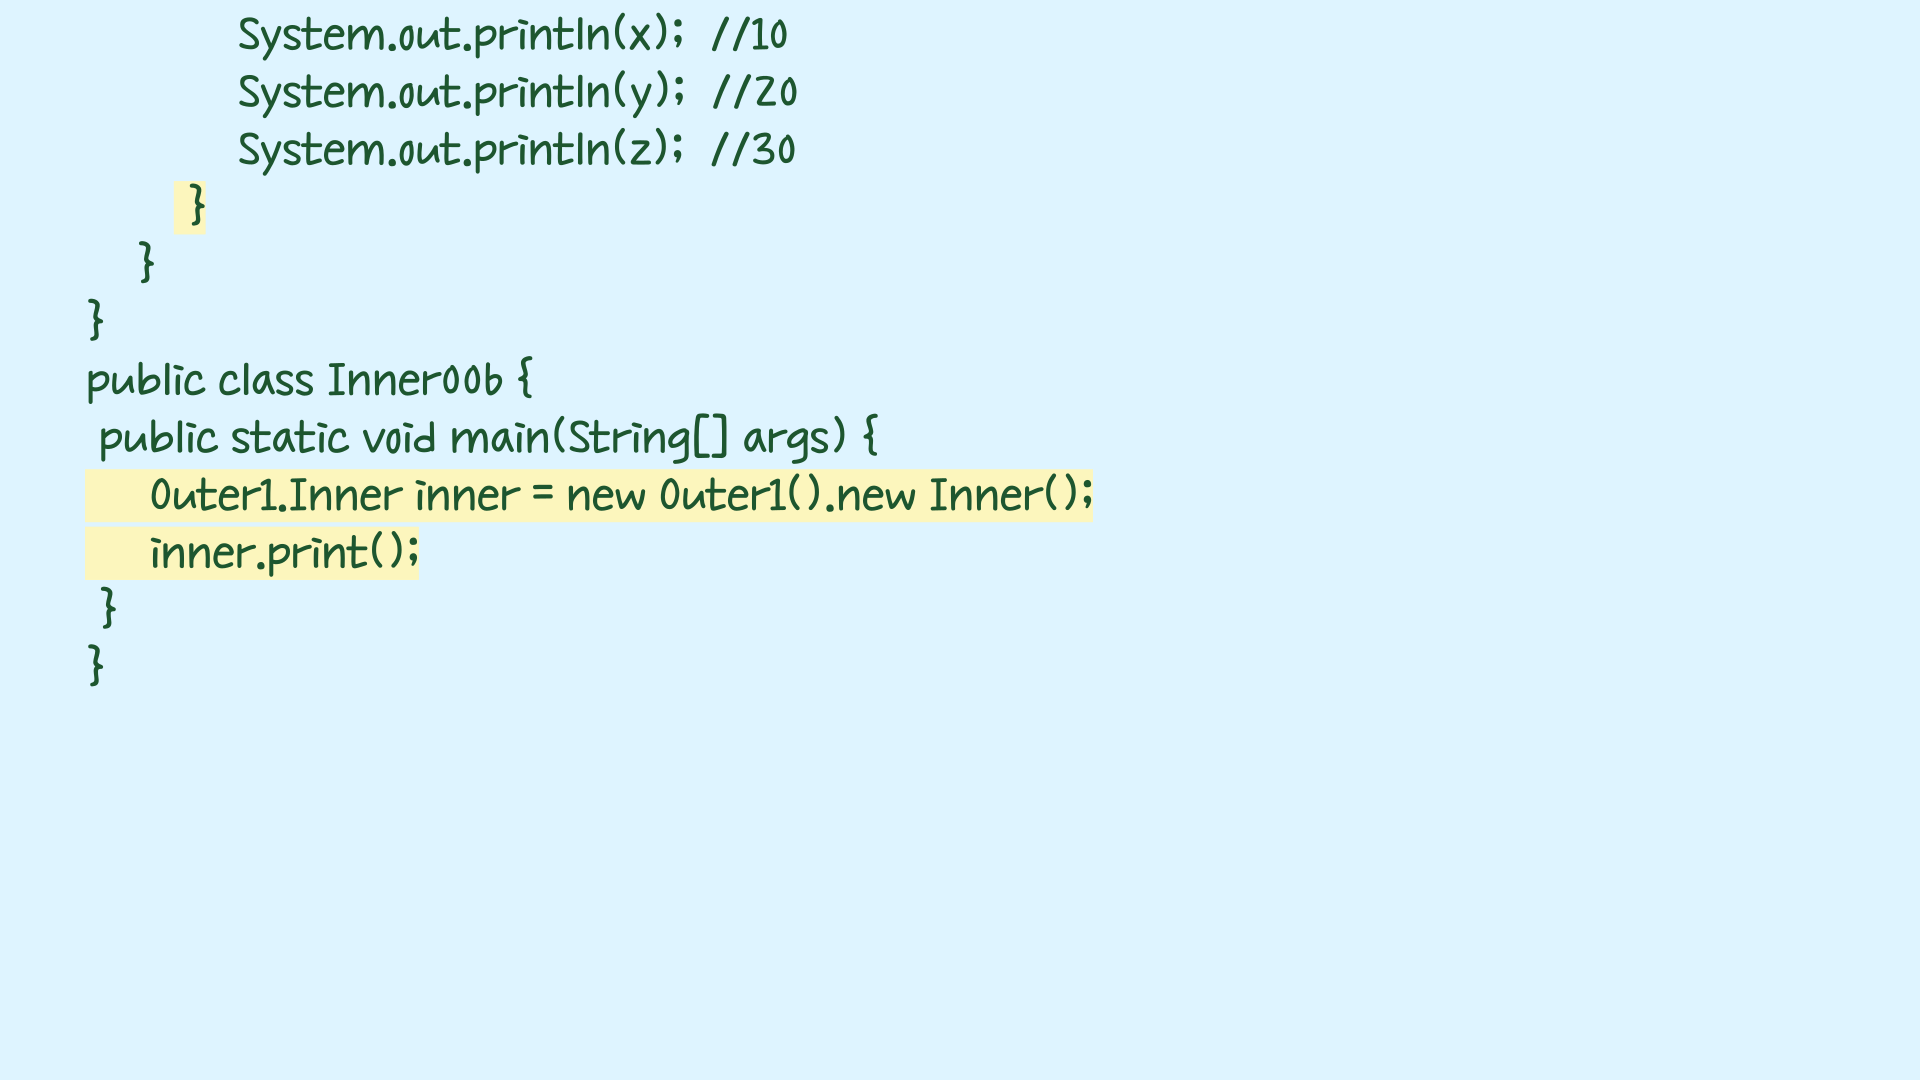 System.out.println(x);  //10
System.out.println(y);  //20
System.out.println(z);  //30
}
}
}
public class Inner00b {
public static void main(String[] args) {
Outer1.Inner inner = new Outer1().new Inner();
inner.print();
}
}